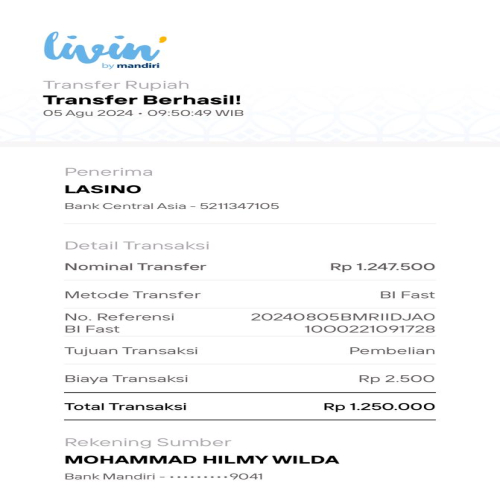 livin'
by mandiri
Transfer Rupiah
Transfer Berhasil!
05 Agu 2024 • 09:50:49 WIB
Penerima
LASINO
Bank Central Asia - 5211347105
Detail Transaksi
Nominal Transfer Rp 1.247.500
Metode Transfer BI Fast
No. Referensi 20240805BMRIIDJA0
BI Fast 1000221091728
Tujuan Transaksi Pembelian
Biaya Transaksi Rp 2.500
Total Transaksi Rp 1.250.000
Rekening Sumber
MOHAMMAD HILMY WILDA
Bank Mandiri - •••••••••9041